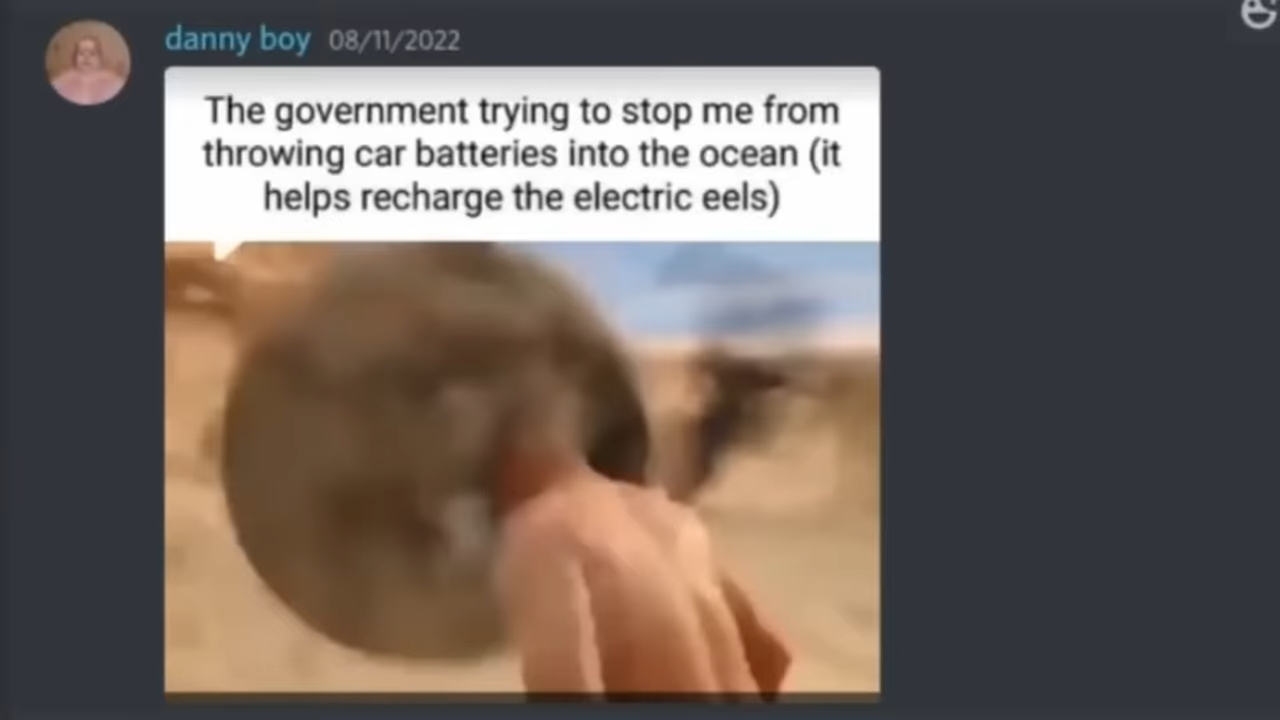 danny boy 08/11/2022
The government trying to stop me from
throwing car batteries into the ocean (it
helps recharge the electric eels)